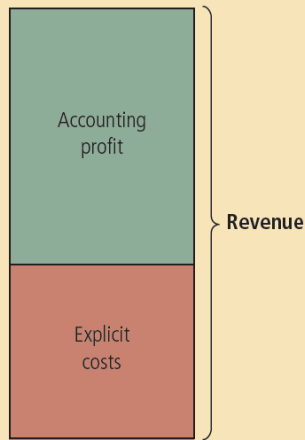 Accounting
profit
Revenue
Explicit
costs